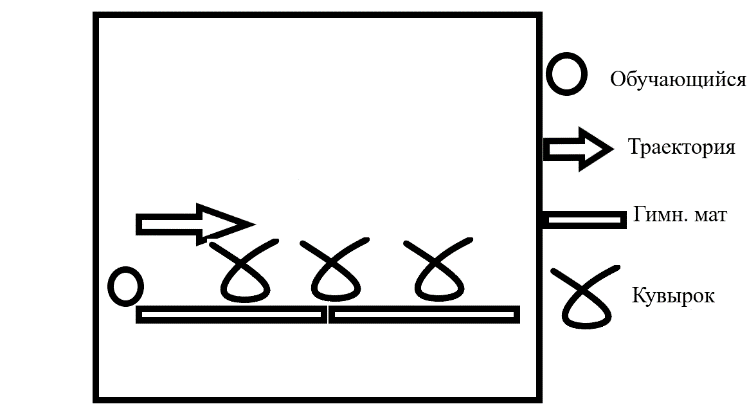 Обучающийся
Траектория
Гимн. мат
Кувырок